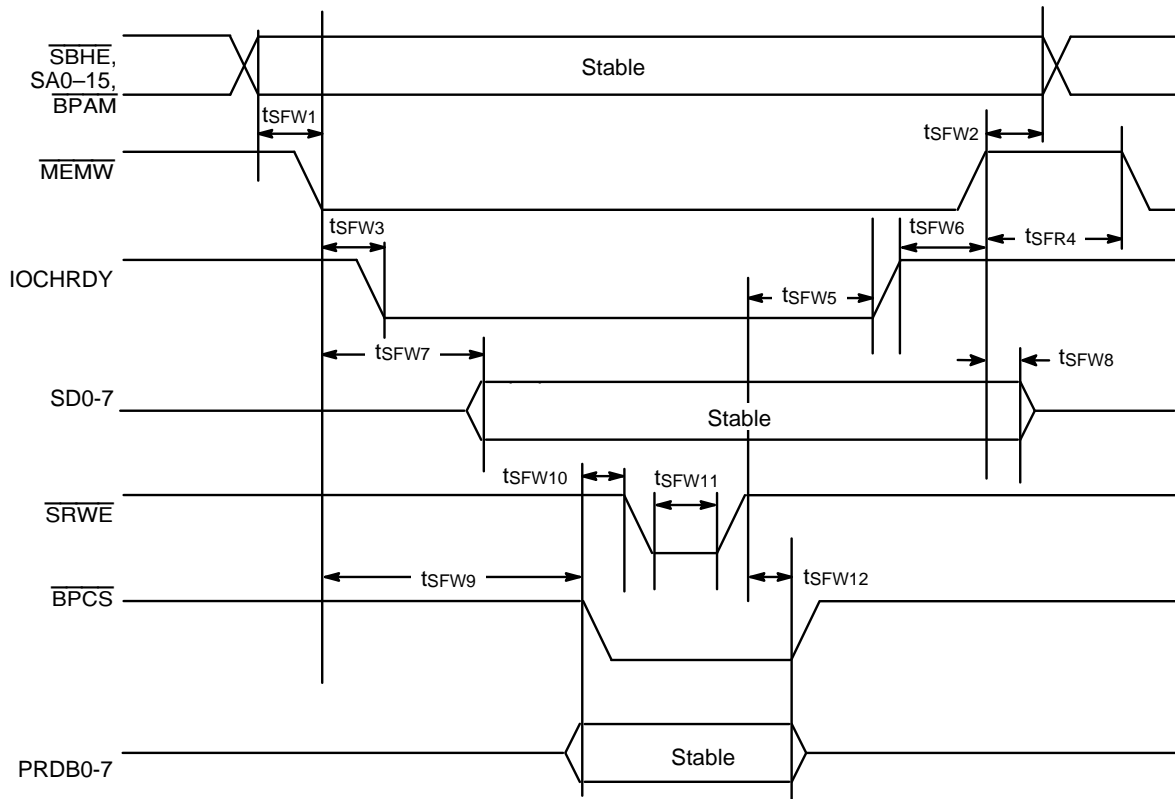 SBHE,
SA0–15,
BPAM
Stable
tSFW1
tSFW2
MEMW
tSFW3
tSFW6
tSFR4
IOCHRDY
tSFW5
tSFW7
tSFW8
SD0-7
Stable
tSFW10
tSFW11
SRWE
tSFW9
tSFW12
BPCS
Stable
PRDB0-7